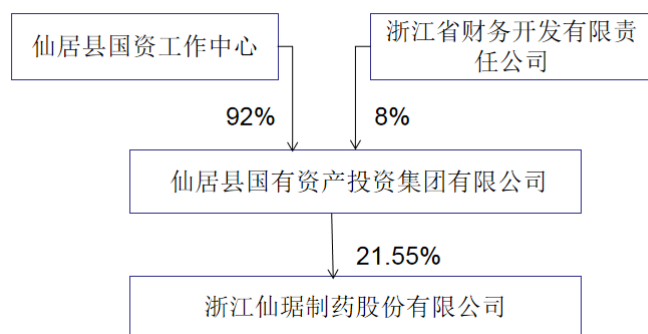 仙居县国资工作中心
浙江省财务开发有限责
任公司
92%
8%
仙居县国有资产投资集团有限公司
21.55%
浙江仙琚制药股份有限公司